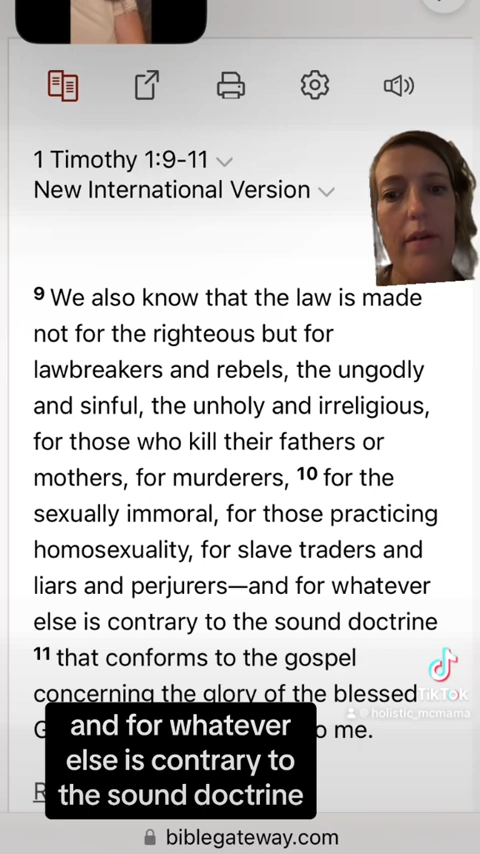 1 Timothy 1:9-11
New International Version
9 We also know that the law is made
not for the righteous but for
lawbreakers and rebels, the ungodly
and sinful, the unholy and irreligious,
for those who kill their fathers or
mothers, for murderers, 10 for the
sexually immoral, for those practicing
homosexuality, for slave traders and
liars and perjurers—and for whatever
else is contrary to the sound doctrine
11 that conforms to the gospel
concerning the glory of the blessed
me.
TikTok
@holistic_mcmama
and for whatever
else is contrary to
the sound doctrine
biblegateway.com